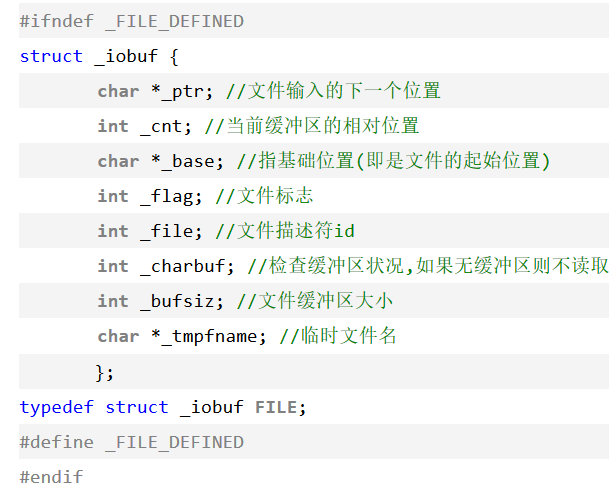 #ifndef _FILE_DEFINED
struct _iobuf {
char *_ptr; //文件输入的下一个位置
int _cnt; //当前缓冲区的相对位置
char *_base; //指基础位置(即是文件的起始位置)
int _flag; //文件标志
int _file; //文件描述符id
int _charbuf; //检查缓冲区状况,如果无缓冲区则不读取
int _bufsiz; //文件缓冲区大小
char *_tmpfname; //临时文件名
};
typedef struct _iobuf FILE;
#define _FILE_DEFINED
#endif